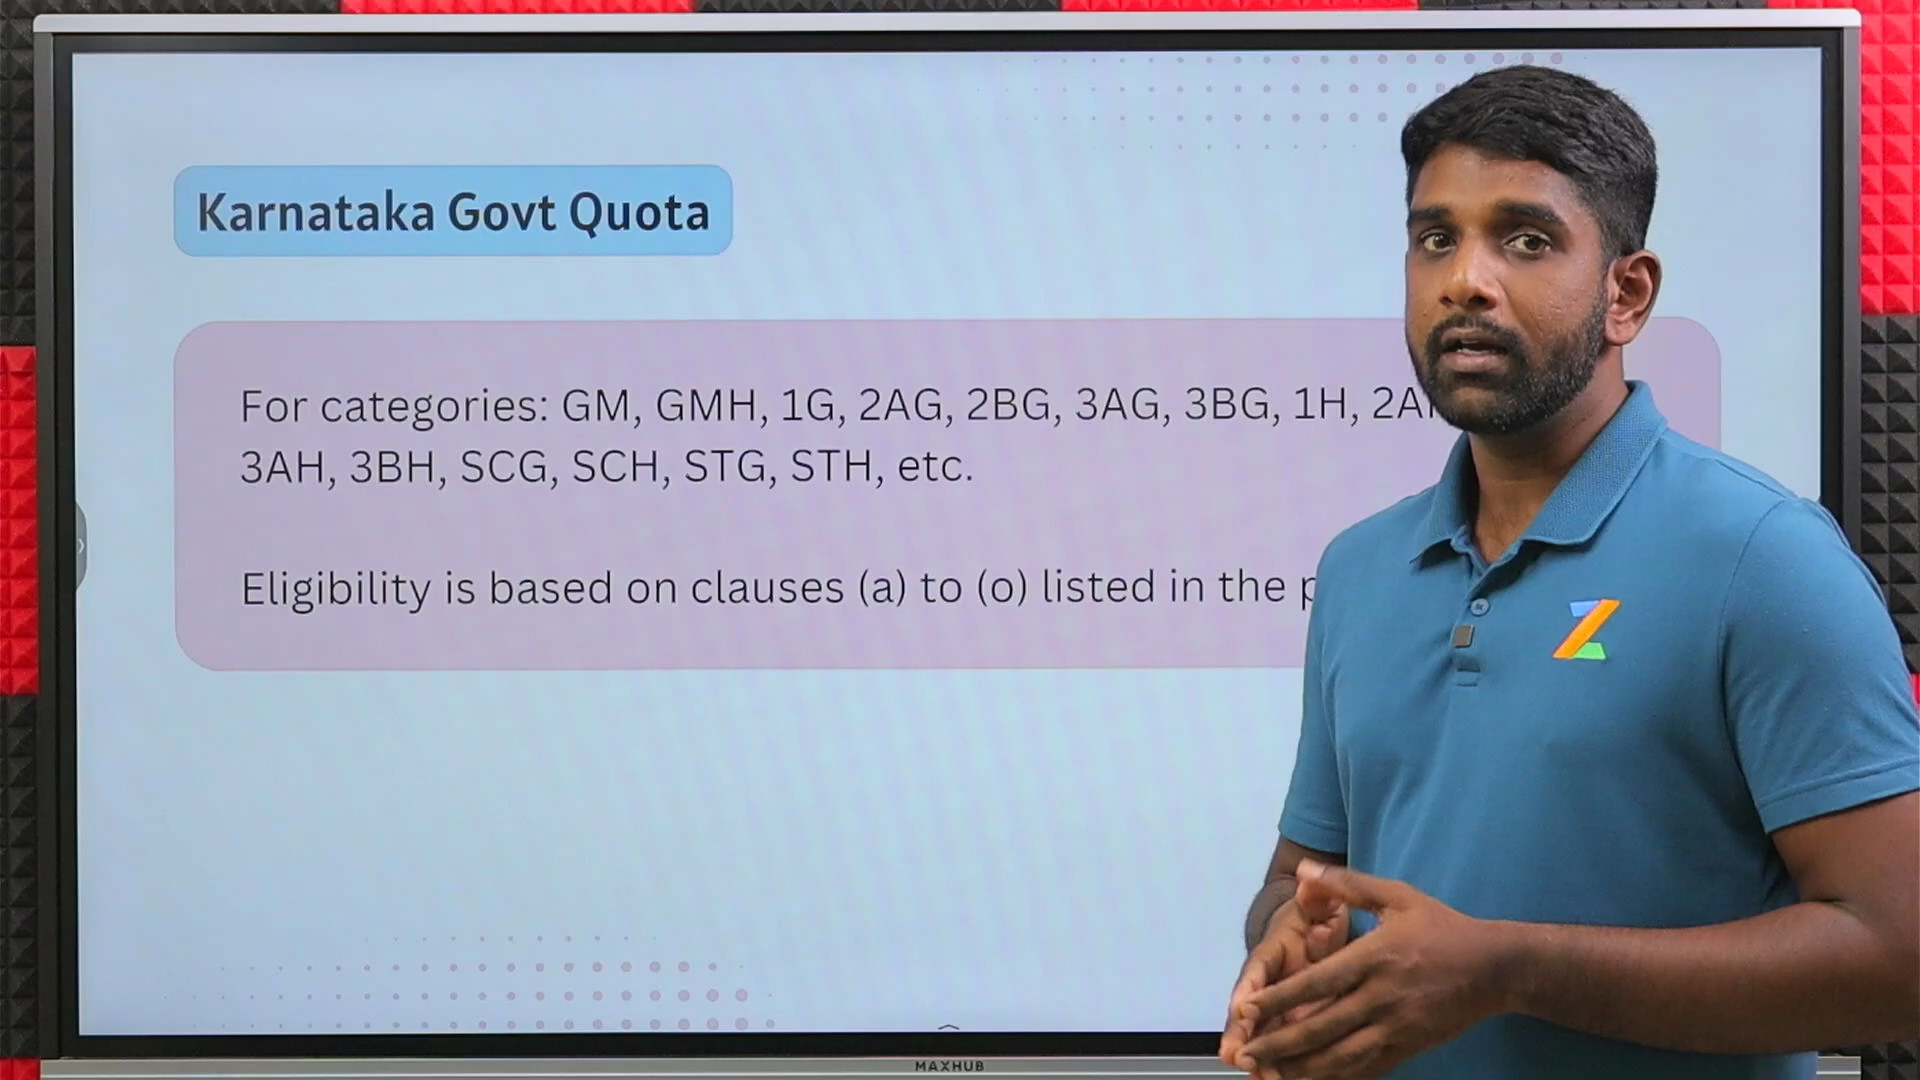 Karnataka Govt Quota
For categories: GM, GMH, 1G, 2AG, 2BG, 3AG, 3BG, 1H,
3AH, 3BH, SCG, SCH, STG, STH, etc.
Eligibility is based on clauses (a) to (o) listed in the
MAXHUB